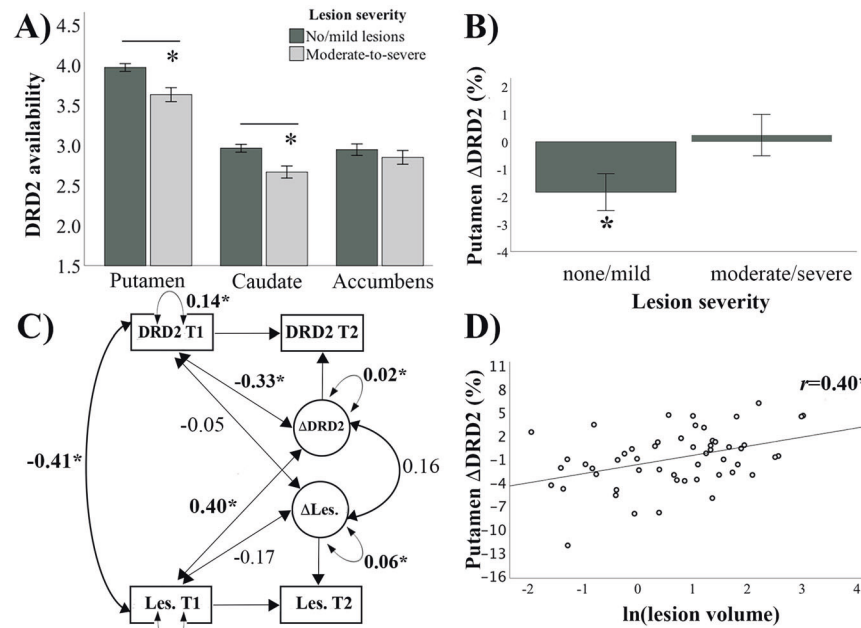 A)
Lesion severity
No/mild lesions
Moderate-to-severe
DRD2 availability
4.5
4.0
3.5
3.0
2.5
2.0
1.5
*
*
Putamen Caudate Accumbens
B)
Putamen ΔDRD2 (%)
2
1
0
-1
-2
-3
-4
*
none/mild moderate/severe
Lesion severity
C)
0.14*
DRD2 T1 DRD2 T2
-0.33*
0.02*
-0.05
ΔDRD2
-0.41*
0.16
0.40*
ΔLes.
-0.17
0.06*
Les. T1 Les. T2
D)
Putamen ΔDRD2 (%)
11
8
5
2
-1
-4
-7
-10
-13
-16
r=0.40*
-2 -1 0 1 2 3 4
ln(lesion volume)